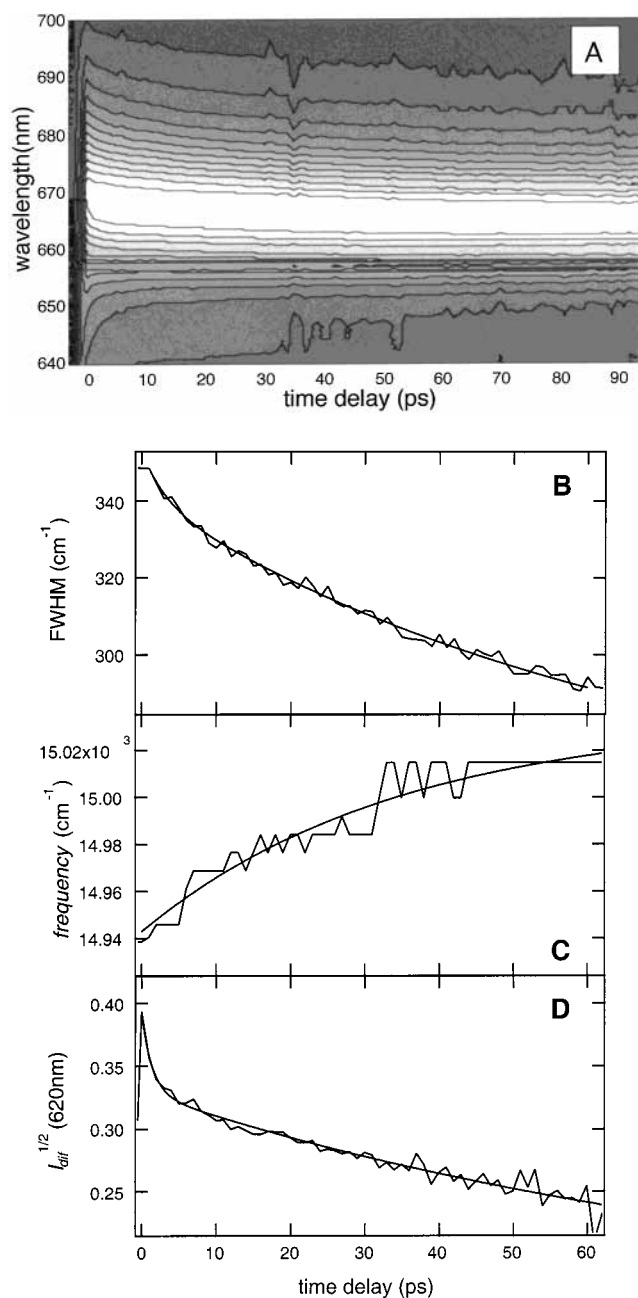 A
700
690
680
670
660
650
640
wavelength(nm)
0 10 20 30 40 50 60 70 80 90
time delay (ps)
B
340
320
300
FWHM (cm-1)
15.02x10 3
15.00
14.98
14.96
14.94
frequency (cm-1)
C
D
0.40
0.35
0.30
0.25
Idif 1/2 (620nm)
0 10 20 30 40 50 60
time delay (ps)